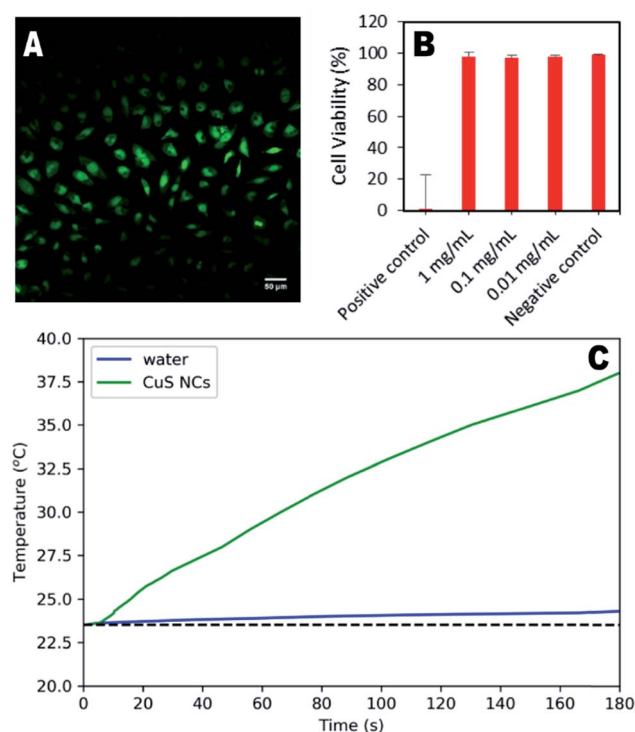 A
50 µm
B
Cell Viability (%)
120
100
80
60
40
20
0
Positive control
1 mg/mL
0.1 mg/mL
0.01 mg/mL
Negative control
C
water
CuS NCs
Temperature (°C)
40.0
37.5
35.0
32.5
30.0
27.5
25.0
22.5
20.0
0 20 40 60 80 100 120 140 160 180
Time (s)